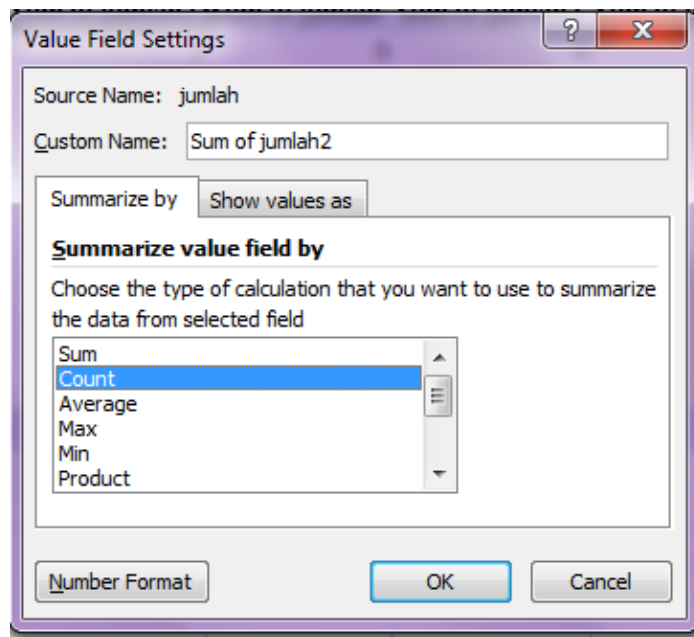 Value Field Settings
?
X
Source Name: jumlah
Custom Name: Sum of jumlah2
Summarize by
Show values as
Summarize value field by
Choose the type of calculation that you want to use to summarize
the data from selected field
Sum
Count
Average
Max
Min
Product
Number Format
OK
Cancel